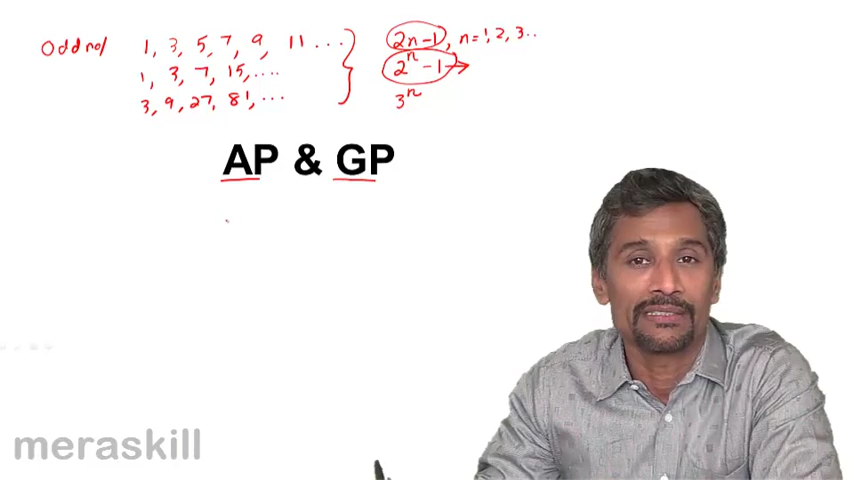 Odd no/ 1, 3, 5, 7, 9, 11 ... } 2n-1, n=1,2,3..
1, 3, 7, 15, .... 2ⁿ-1 →
3, 9, 27, 81, ... 3ⁿ
AP & GP
meraskill